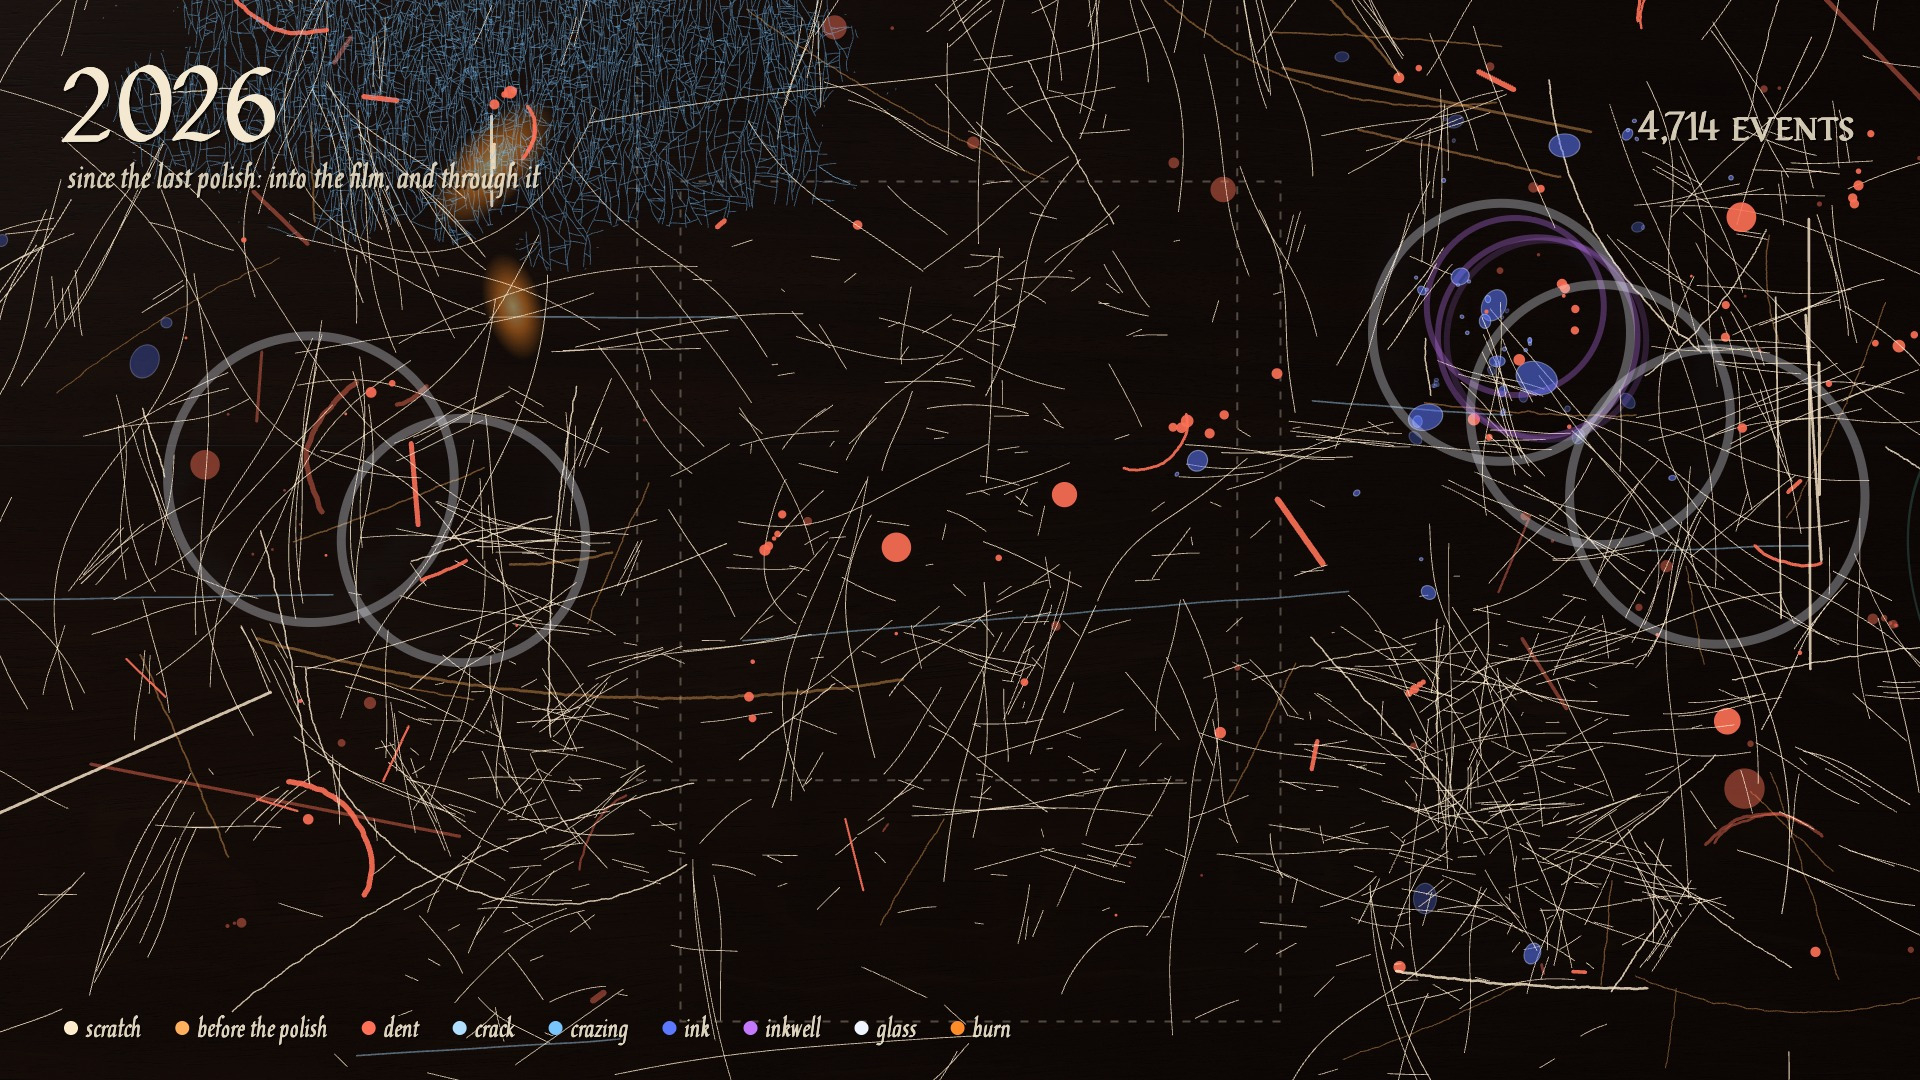 2026
4,714 EVENTS
since the last polish: into the film, and through it
scratch before the polish dent crack crazing ink inkwell glass burn